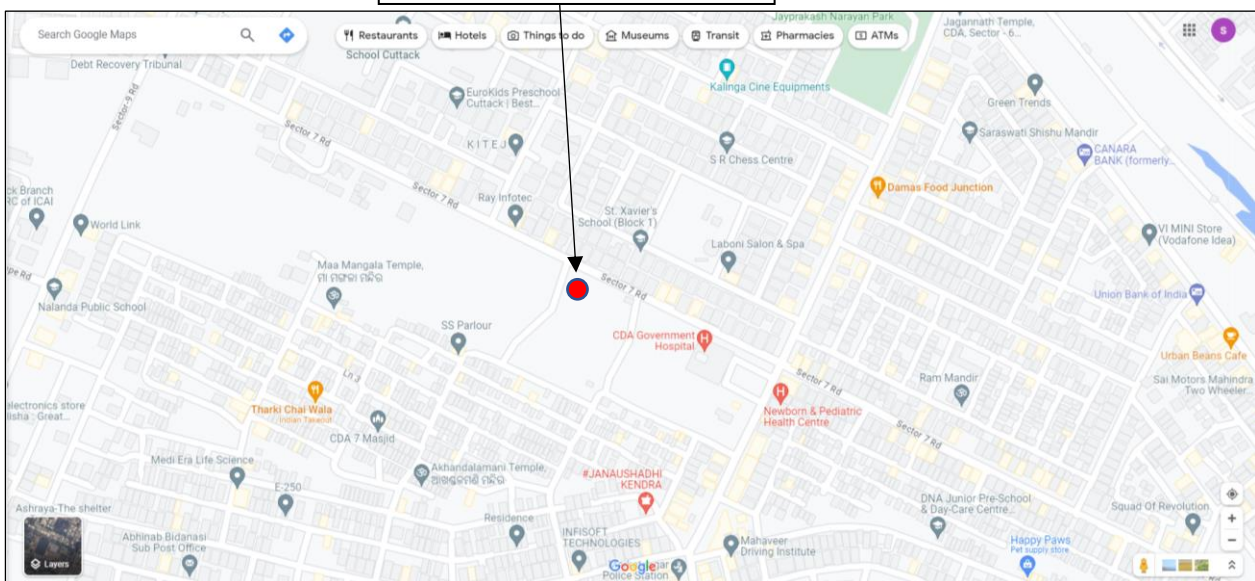 Search Google Maps
Restaurants
Hotels
Things to do
Museums
Transit
Pharmacies
ATMs
S
Jayprakash Narayan Park
Jagannath Temple,
CDA, Sector - 6...
School Cuttack
Debt Recovery Tribunal
Kalinga Cine Equipments
EuroKids Preschool
Cuttack | Best...
Green Trends
Sector-9 Rd
Sector 7 Rd
Saraswati Shishu Mandir
K I T E J
CANARA
BANK (formerly...
S R Chess Centre
Damas Food Junction
ck Branch
RC of ICAI
Sector 7 Rd
Ray Infotec
St. Xavier's
School (Block 1)
World Link
VI MINI Store
(Vodafone Idea)
Laboni Salon & Spa
Maa Mangala Temple,
Sector 7 Rd
Union Bank of India
Nalanda Public School
SS Parlour
CDA Government
Hospital
Urban Beans Cafe
Sector 7 Rd
Ram Mandir
Sai Motors Mahindra
Two Wheeler
Ln 3
Tharki Chai Wala
Indian Takeout
Newborn & Pediatric
Health Centre
electronics store
Great...
CDA 7 Masjid
Sector 7 Rd
Medi Era Life Science
Akhandalamani Temple,
#JANAUSHADHI
KENDRA
E-250
DNA Junior Pre-School
& Day-Care Centre...
Squad Of Revolution
Ashraya-The shelter
Residence
Abhinab Bidanasi
Sub Post Office
INFISOFT
TECHNOLOGIES
Mahaveer
Driving Institute
Happy Paws
Pet supply store
Layers
Google
Police Station